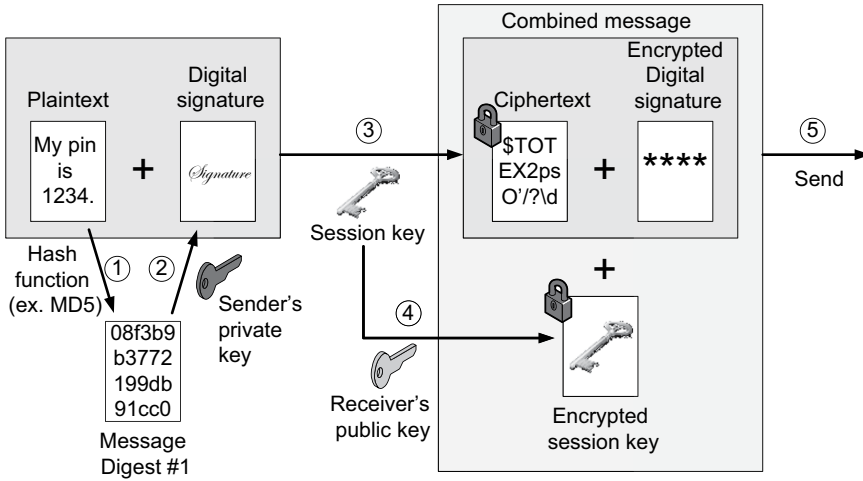 Combined message
Plaintext
Digital
signature
My pin
is
1234.
+
Signature
Hash
function
(ex. MD5)
1
2
Sender's
private
key
08f3b9
b3772
199db
91cc0
Message
Digest #1
3
Session key
4
Receiver's
public key
Ciphertext
$TOT
EX2ps
O'/?\d
+
Encrypted
Digital
signature
****
+
Encrypted
session key
5
Send